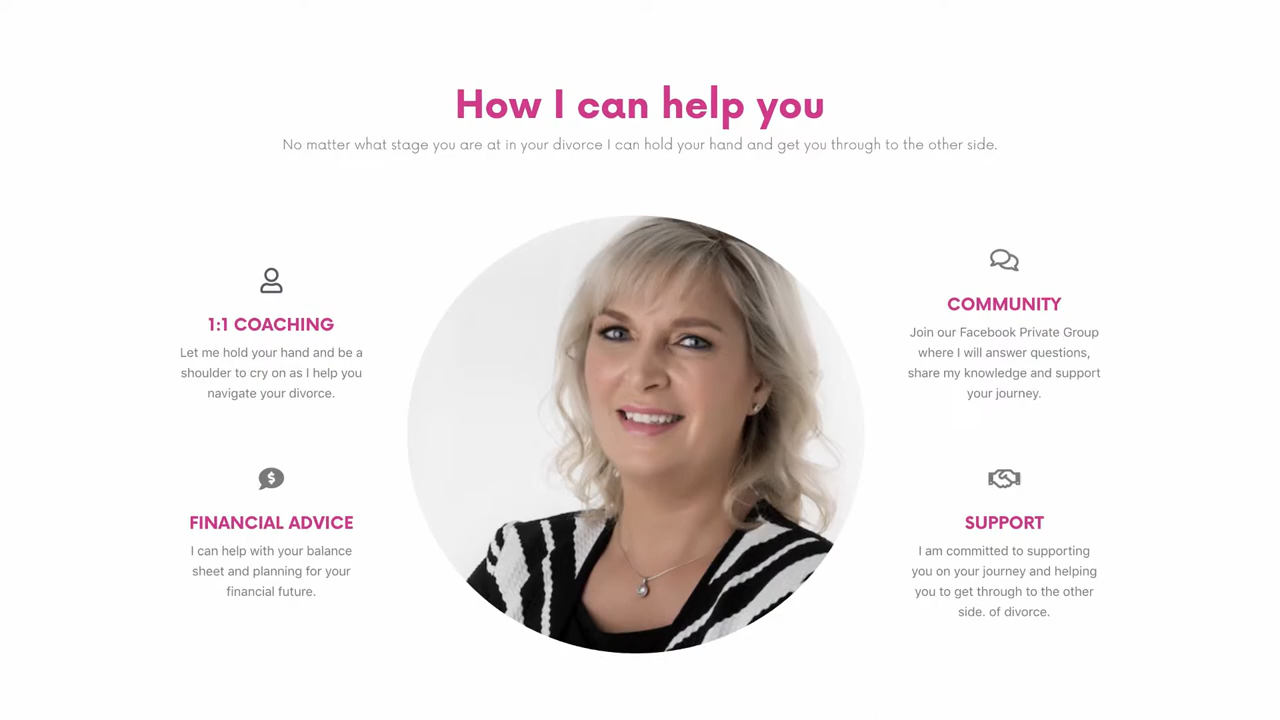 How I can help you
No matter what stage you are at in your divorce I can hold your hand and get you through to the other side.
1:1 COACHING
Let me hold your hand and be a
shoulder to cry on as I help you
navigate your divorce.
FINANCIAL ADVICE
I can help with your balance
sheet and planning for your
financial future.
COMMUNITY
Join our Facebook Private Group
where I will answer questions,
share my knowledge and support
your journey.
SUPPORT
I am committed to supporting
you on your journey and helping
you to get through to the other
side. of divorce.